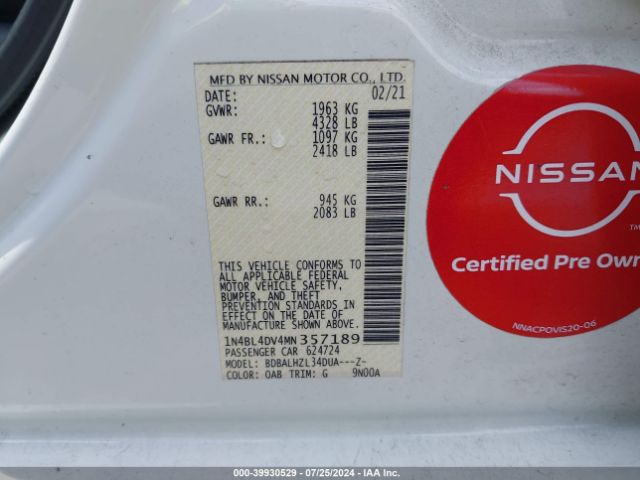 MFD BY NISSAN MOTOR CO., LTD.
DATE: 02/21
GVWR: 1963 KG
4328 LB
GAWR FR.: 1097 KG
2418 LB
GAWR RR.: 945 KG
2083 LB
THIS VEHICLE CONFORMS TO
ALL APPLICABLE FEDERAL
MOTOR VEHICLE SAFETY,
BUMPER, AND THEFT
PREVENTION STANDARDS IN
EFFECT ON THE DATE OF
MANUFACTURE SHOWN ABOVE.
1N4BL4DV4MN357189
PASSENGER CAR 624724
MODEL: BDBALHZL34DUA---Z-
COLOR: QAB TRIM: G 9N00A
NISSAN
TM
Certified Pre Own
NNACPOVIS20-06
000-39930529 / 07/25/2024 - IAA Inc.